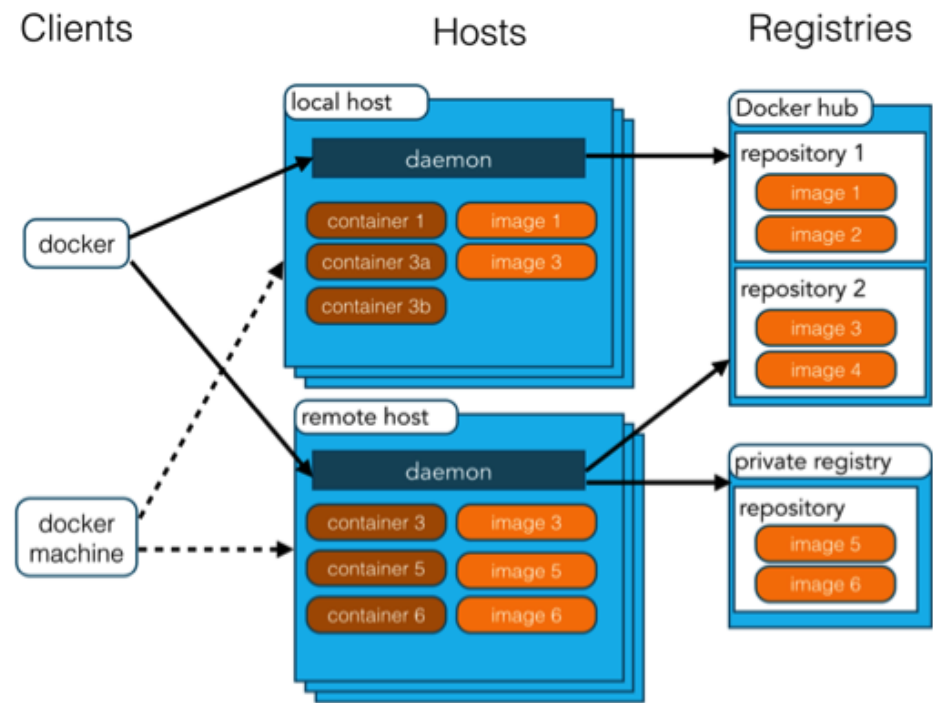 Clients
Hosts
Registries
local host
daemon
container 1
image 1
container 3a
image 3
container 3b
docker
docker
machine
remote host
daemon
container 3
image 3
container 5
image 5
container 6
image 6
Docker hub
repository 1
image 1
image 2
repository 2
image 3
image 4
private registry
repository
image 5
image 6